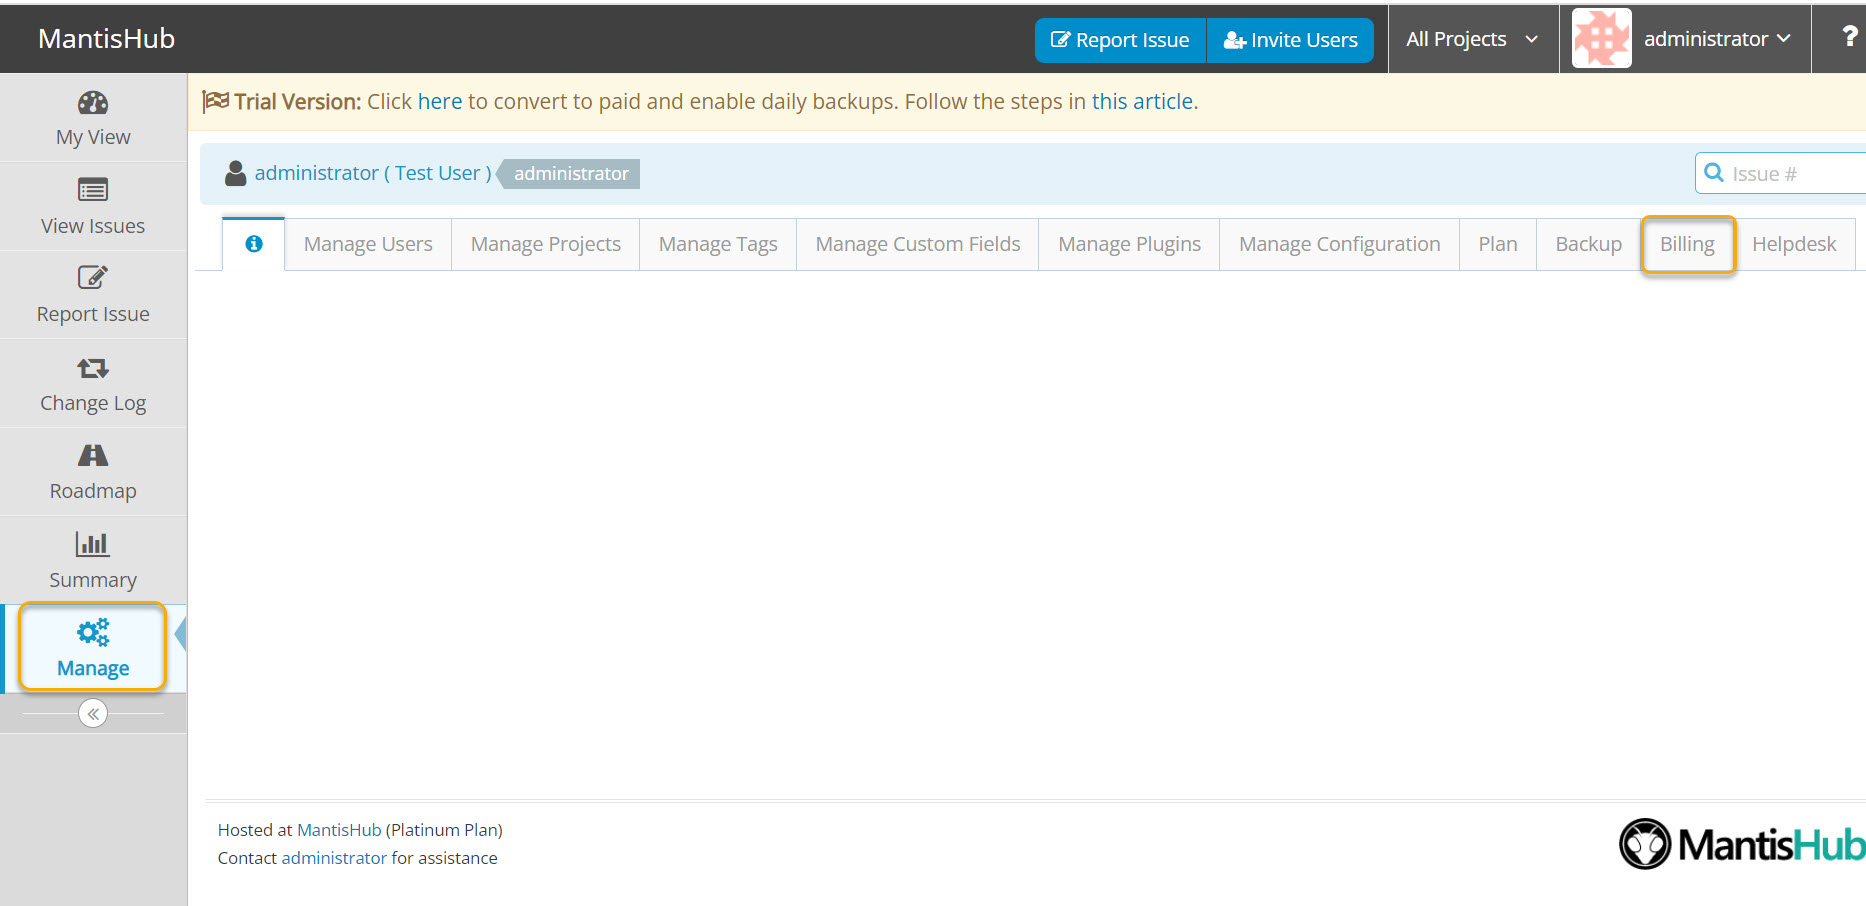 MantisHub
Report Issue
Invite Users
All Projects
administrator
?
Trial Version: Click here to convert to paid and enable daily backups. Follow the steps in this article.
administrator ( Test User )
administrator
Issue #
Manage Users
Manage Projects
Manage Tags
Manage Custom Fields
Manage Plugins
Manage Configuration
Plan
Backup
Billing
Helpdesk
My View
View Issues
Report Issue
Change Log
Roadmap
Summary
Manage
Hosted at MantisHub (Platinum Plan)
Contact administrator for assistance
MantisHub